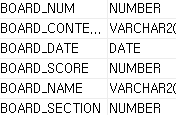 BOARD_NUM NUMBER
BOARD_CONTE... VARCHAR2(
BOARD_DATE DATE
BOARD_SCORE NUMBER
BOARD_NAME VARCHAR2(
BOARD_SECTION NUMBER